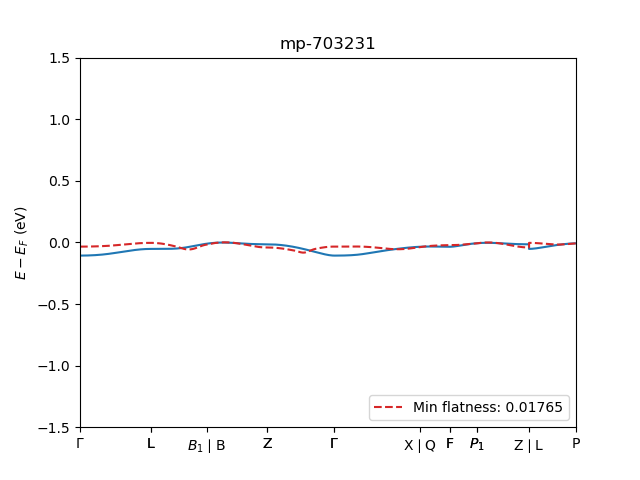 mp-703231
1.5
1.0
0.5
0.0
−0.5
−1.0
−1.5
E − E_F (eV)
Min flatness: 0.01765
Γ L B₁ | B Z Γ X | Q F P₁ Z | L P